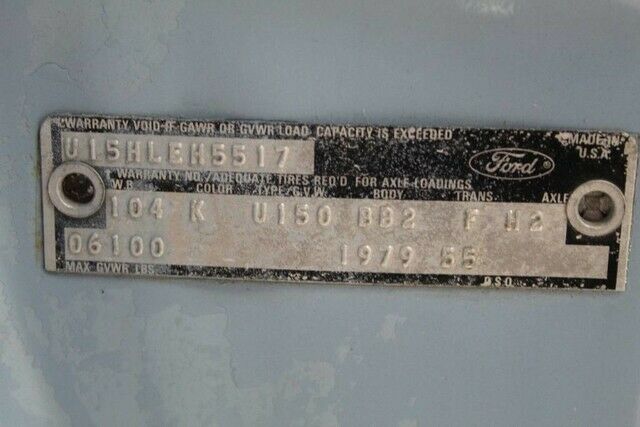 WARRANTY VOID IF GAWR OR GVWR LOAD CAPACITY IS EXCEEDED
MADE IN U.S.A.
U15HLEH5517
Ford
WARRANTY NO./ADEQUATE TIRES REQ'D. FOR AXLE LOADINGS
W.B. COLOR TYPE/G.V.W. BODY TRANS. AXLE
104 K U150 BB2 F H2
06100 1979 55
MAX GVWR LBS D.S.O.